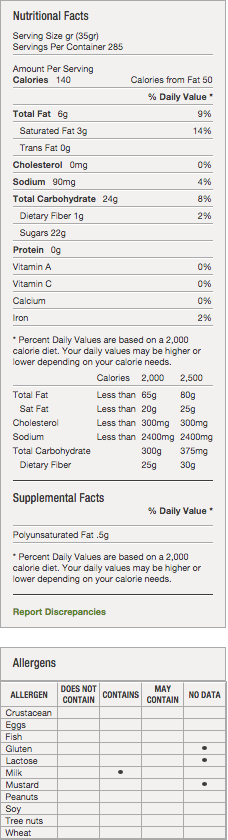 Nutritional Facts
Serving Size gr (35gr)
Servings Per Container 285
Amount Per Serving
Calories 140 Calories from Fat 50
% Daily Value *
Total Fat 6g 9%
Saturated Fat 3g 14%
Trans Fat 0g
Cholesterol 0mg 0%
Sodium 90mg 4%
Total Carbohydrate 24g 8%
Dietary Fiber 1g 2%
Sugars 22g
Protein 0g
Vitamin A 0%
Vitamin C 0%
Calcium 0%
Iron 2%
* Percent Daily Values are based on a 2,000
calorie diet. Your daily values may be higher or
lower depending on your calorie needs.
Calories 2,000 2,500
Total Fat Less than 65g 80g
Sat Fat Less than 20g 25g
Cholesterol Less than 300mg 300mg
Sodium Less than 2400mg 2400mg
Total Carbohydrate 300g 375mg
Dietary Fiber 25g 30g
Supplemental Facts
% Daily Value *
Polyunsaturated Fat .5g
* Percent Daily Values are based on a 2,000
calorie diet. Your daily values may be higher or
lower depending on your calorie needs.
Report Discrepancies
Allergens
ALLERGEN DOES NOT CONTAIN CONTAINS MAY CONTAIN NO DATA
Crustacean
Eggs
Fish
Gluten •
Lactose •
Milk •
Mustard •
Peanuts
Soy
Tree nuts
Wheat